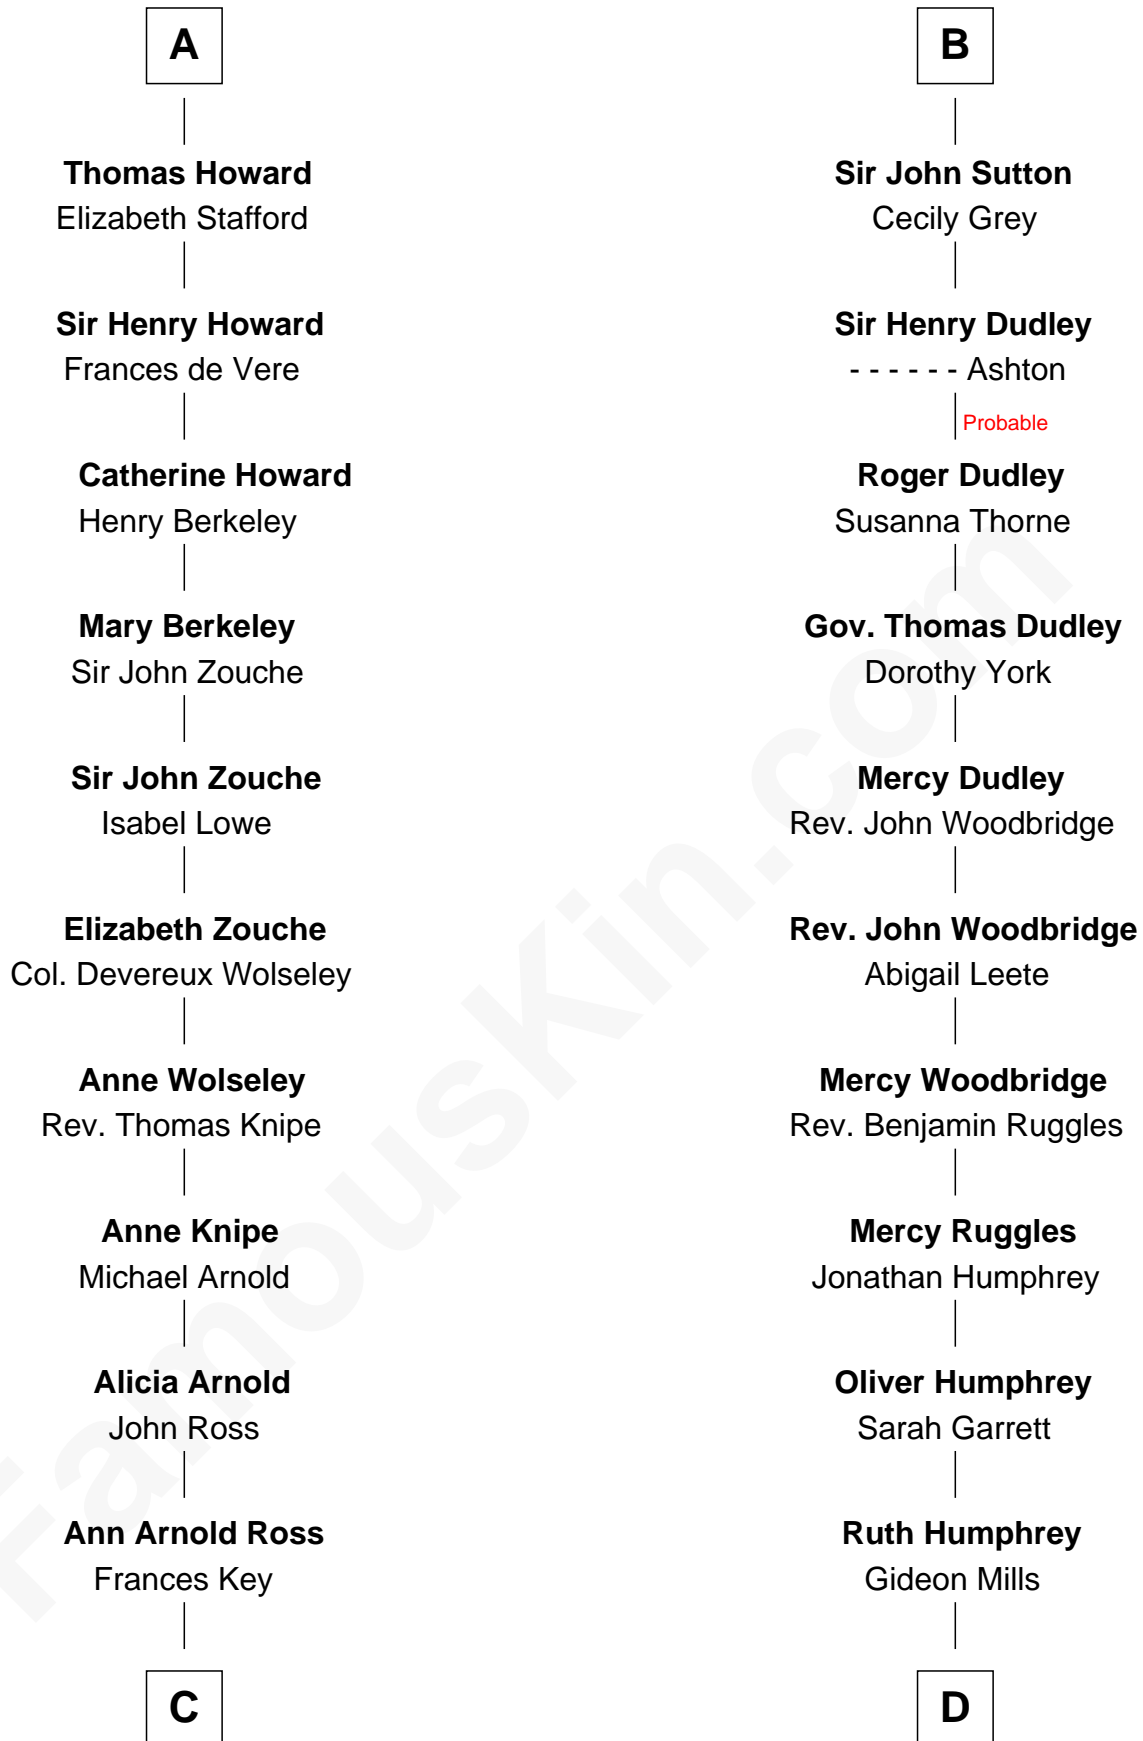 A
Thomas Howard
Elizabeth Stafford
Sir Henry Howard
Frances de Vere
Catherine Howard
Henry Berkeley
Mary Berkeley
Sir John Zouche
Sir John Zouche
Isabel Lowe
Elizabeth Zouche
Col. Devereux Wolseley
Anne Wolseley
Rev. Thomas Knipe
Anne Knipe
Michael Arnold
Alicia Arnold
John Ross
Ann Arnold Ross
Frances Key
C
B
Sir John Sutton
Cecily Grey
Sir Henry Dudley
- - - - - - Ashton
Probable
Roger Dudley
Susanna Thorne
Gov. Thomas Dudley
Dorothy York
Mercy Dudley
Rev. John Woodbridge
Rev. John Woodbridge
Abigail Leete
Mercy Woodbridge
Rev. Benjamin Ruggles
Mercy Ruggles
Jonathan Humphrey
Oliver Humphrey
Sarah Garrett
Ruth Humphrey
Gideon Mills
D
FamousKin.com